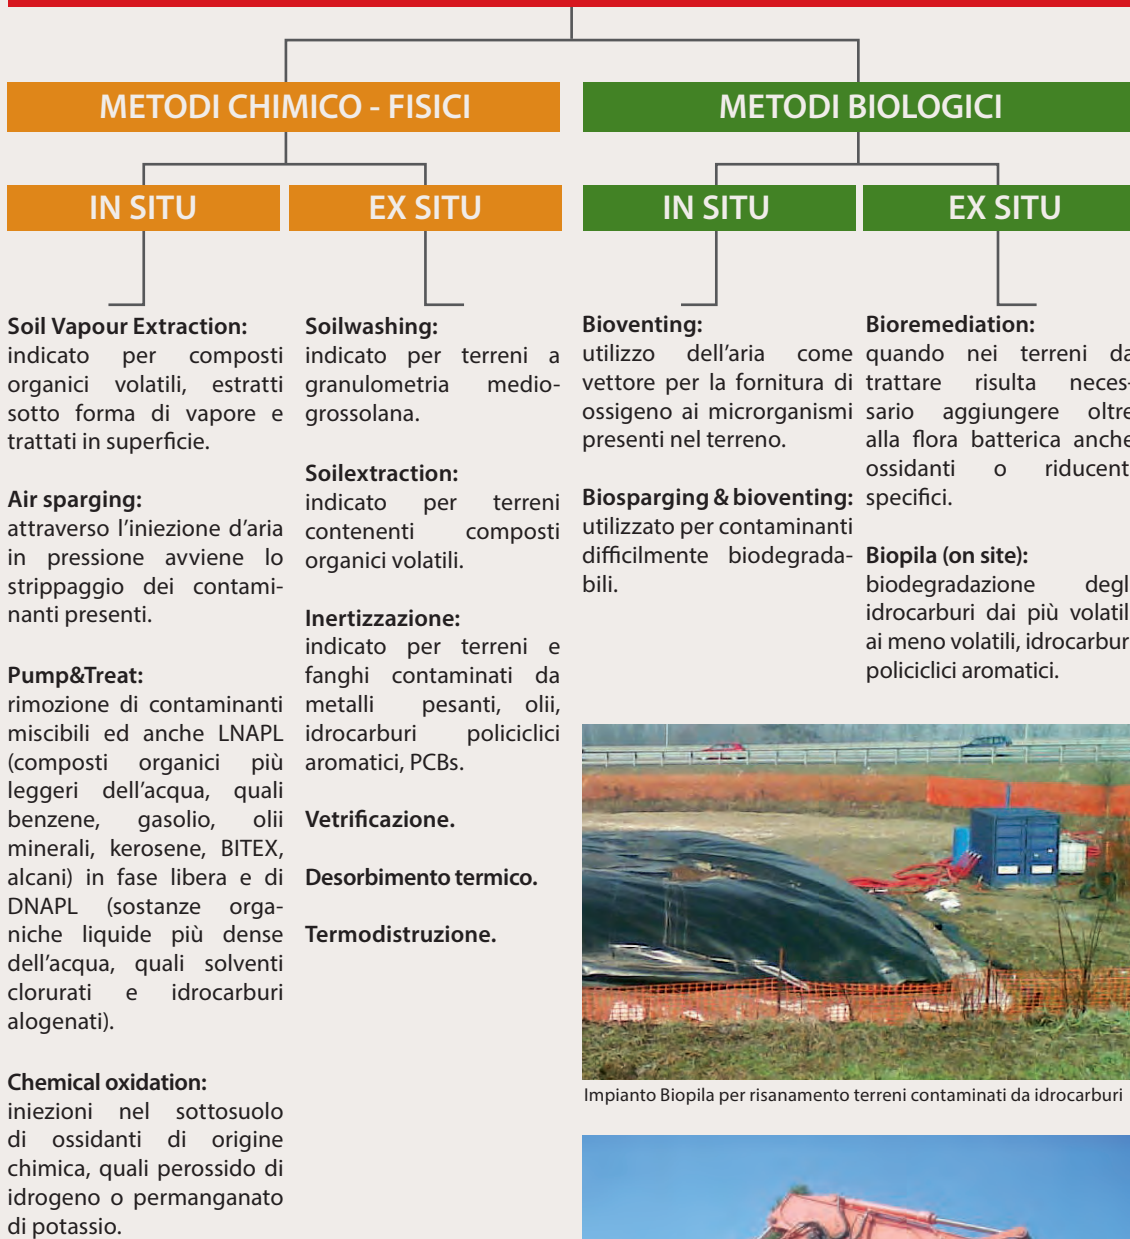 METODI CHIMICO - FISICI
IN SITU
Soil Vapour Extraction:
indicato per composti
organici volatili, estratti
sotto forma di vapore e
trattati in superficie.
Air sparging:
attraverso l’iniezione d’aria
in pressione avviene lo
strippaggio dei contami-
nanti presenti.
Pump&Treat:
rimozione di contaminanti
miscibili ed anche LNAPL
(composti organici più
leggeri dell’acqua, quali
benzene, gasolio, olii
minerali, kerosene, BITEX,
alcani) in fase libera e di
DNAPL (sostanze orga-
niche liquide più dense
dell’acqua, quali solventi
clorurati e idrocarburi
alogenati).
Chemical oxidation:
iniezioni nel sottosuolo
di ossidanti di origine
chimica, quali perossido di
idrogeno o permanganato
di potassio.
EX SITU
Soilwashing:
indicato per terreni a
granulometria medio-
grossolana.
Soilextraction:
indicato per terreni
contenenti composti
organici volatili.
Inertizzazione:
indicato per terreni e
fanghi contaminati da
metalli pesanti, olii,
idrocarburi policiclici
aromatici, PCBs.
Vetrificazione.
Desorbimento termico.
Termodistruzione.
METODI BIOLOGICI
IN SITU
Bioventing:
utilizzo dell’aria come
vettore per la fornitura di
ossigeno ai microrganismi
presenti nel terreno.
Biosparging & bioventing:
utilizzato per contaminanti
difficilmente biodegrada-
bili.
EX SITU
Bioremediation:
quando nei terreni da
trattare risulta neces-
sario aggiungere oltre
alla flora batterica anche
ossidanti o riducent
specifici.
Biopila (on site):
biodegradazione degl
idrocarburi dai più volatil
ai meno volatili, idrocarbur
policiclici aromatici.
Impianto Biopila per risanamento terreni contaminati da idrocarburi